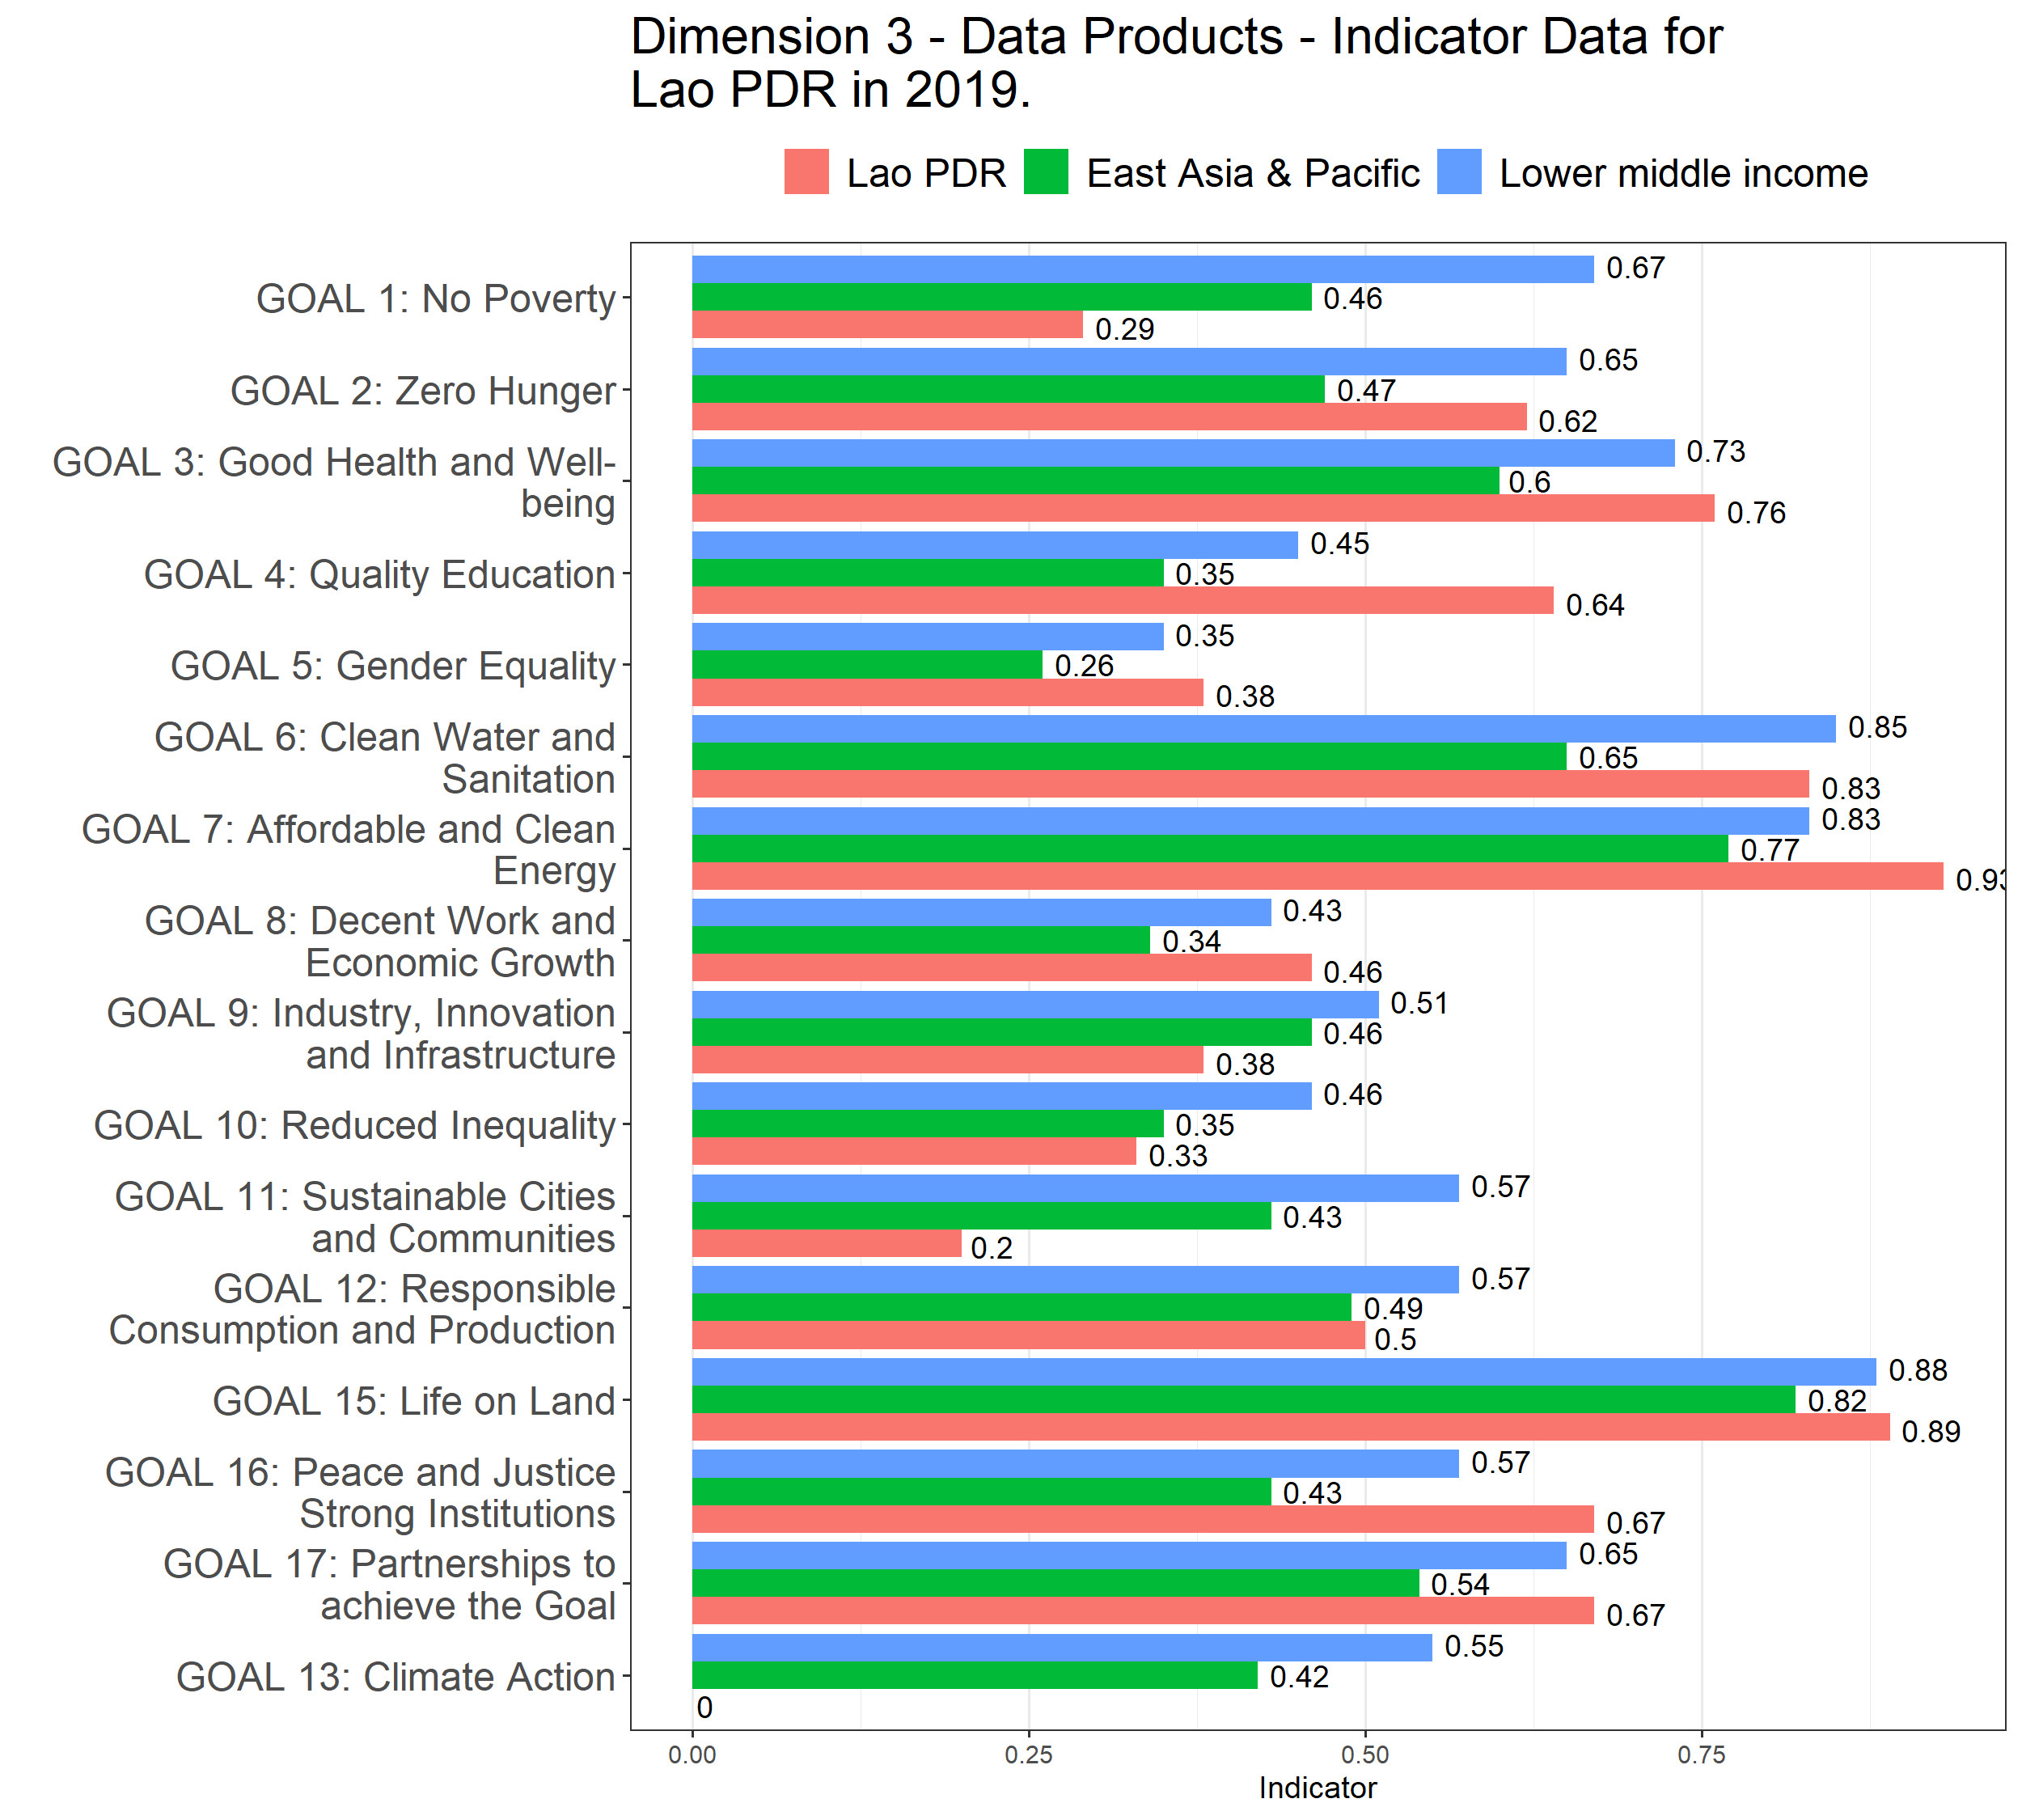 Dimension 3 - Data Products - Indicator Data for
Lao PDR in 2019.
Lao PDR East Asia & Pacific Lower middle income
GOAL 1: No Poverty
0.67
0.46
0.29
GOAL 2: Zero Hunger
0.65
0.47
0.62
GOAL 3: Good Health and Well-
being
0.73
0.6
0.76
GOAL 4: Quality Education
0.45
0.35
0.64
GOAL 5: Gender Equality
0.35
0.26
0.38
GOAL 6: Clean Water and
Sanitation
0.85
0.65
0.83
GOAL 7: Affordable and Clean
Energy
0.83
0.77
0.93
GOAL 8: Decent Work and
Economic Growth
0.43
0.34
0.46
GOAL 9: Industry, Innovation
and Infrastructure
0.51
0.46
0.38
GOAL 10: Reduced Inequality
0.46
0.35
0.33
GOAL 11: Sustainable Cities
and Communities
0.57
0.43
0.2
GOAL 12: Responsible
Consumption and Production
0.57
0.49
0.5
GOAL 15: Life on Land
0.88
0.82
0.89
GOAL 16: Peace and Justice
Strong Institutions
0.57
0.43
0.67
GOAL 17: Partnerships to
achieve the Goal
0.65
0.54
0.67
GOAL 13: Climate Action
0.55
0.42
0
0.00 0.25 0.50 0.75
Indicator